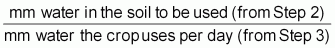 mm water in the soil to be used (from Step 2)
mm water the crop uses per day (from Step 3)